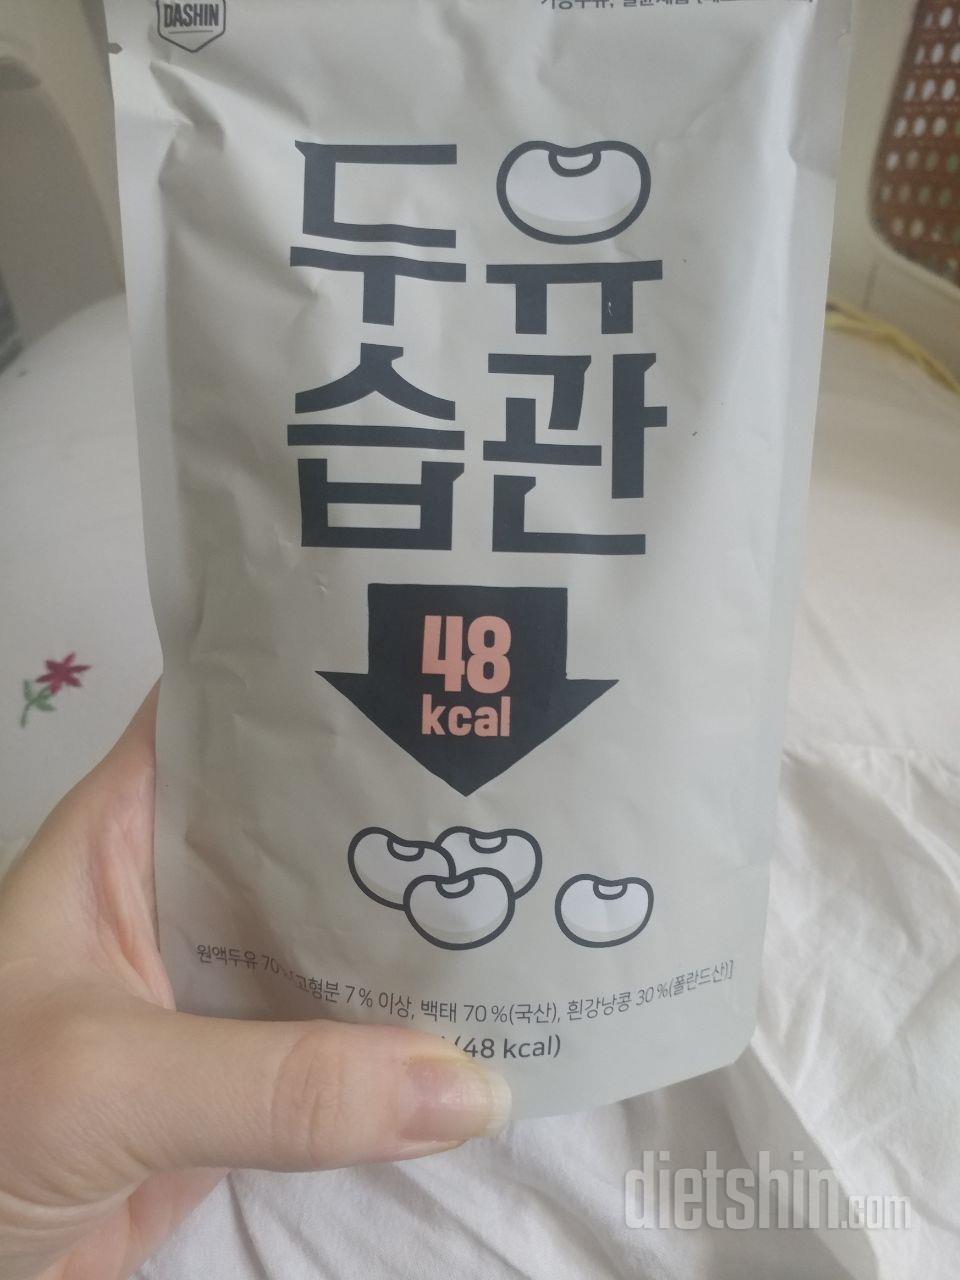 DASHIN
두유
습관
48
kcal
원액두유 70 고형분 7 % 이상, 백태 70 %(국산), 흰강낭콩 30 %(폴란드산)]
(48 kcal)
dietshin.com